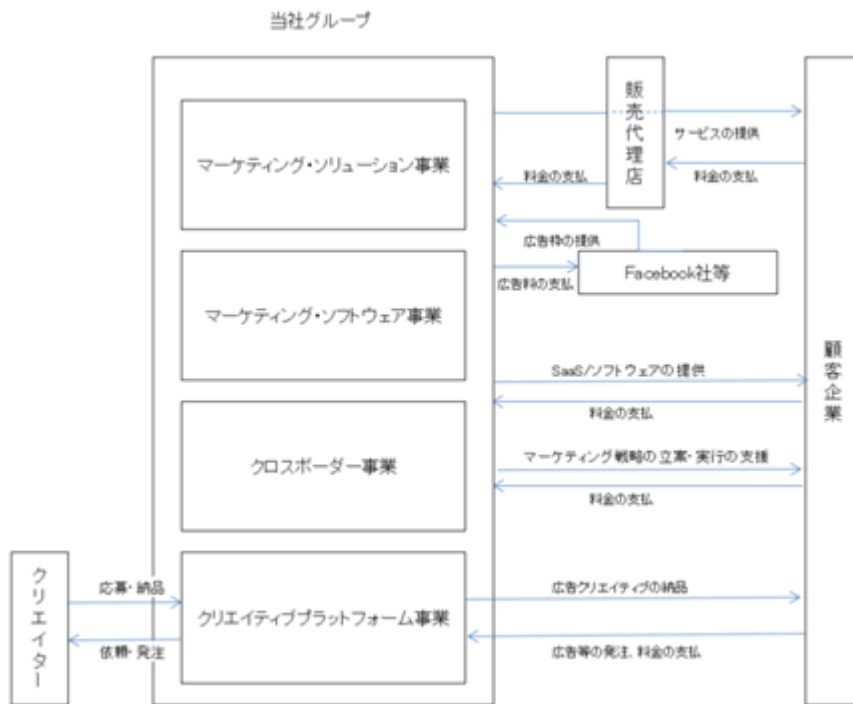 当社グループ
マーケティング・ソリューション事業
販売代理店
サービスの提供
料金の支払
料金の支払
広告枠の提供
広告料の支払
Facebook社等
マーケティング・ソフトウェア事業
顧客企業
SaaS/ソフトウェアの提供
料金の支払
クロスボーダー事業
マーケティング戦略の立案・実行の支援
料金の支払
クリエイター
応募・納品
依頼・発注
クリエイティブプラットフォーム事業
広告クリエイティブの納品
広告等の発注、料金の支払